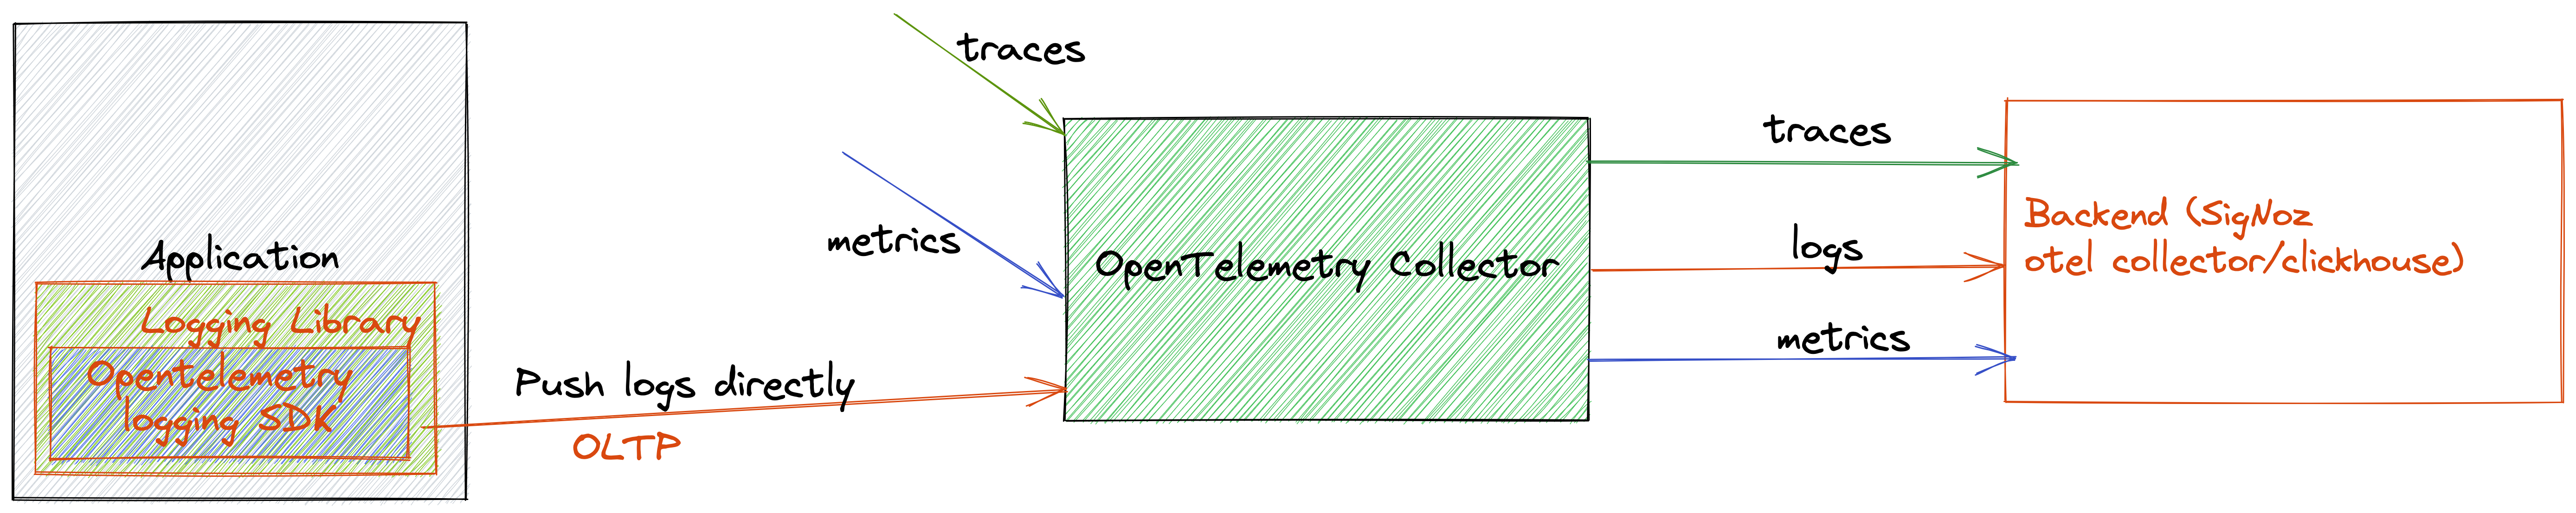 Application
Logging Library
Opentelemetry
logging SDK
Push logs directly
OLTP
traces
metrics
OpenTelemetry Collector
traces
logs
metrics
Backend (SigNoz
otel collector/clickhouse)